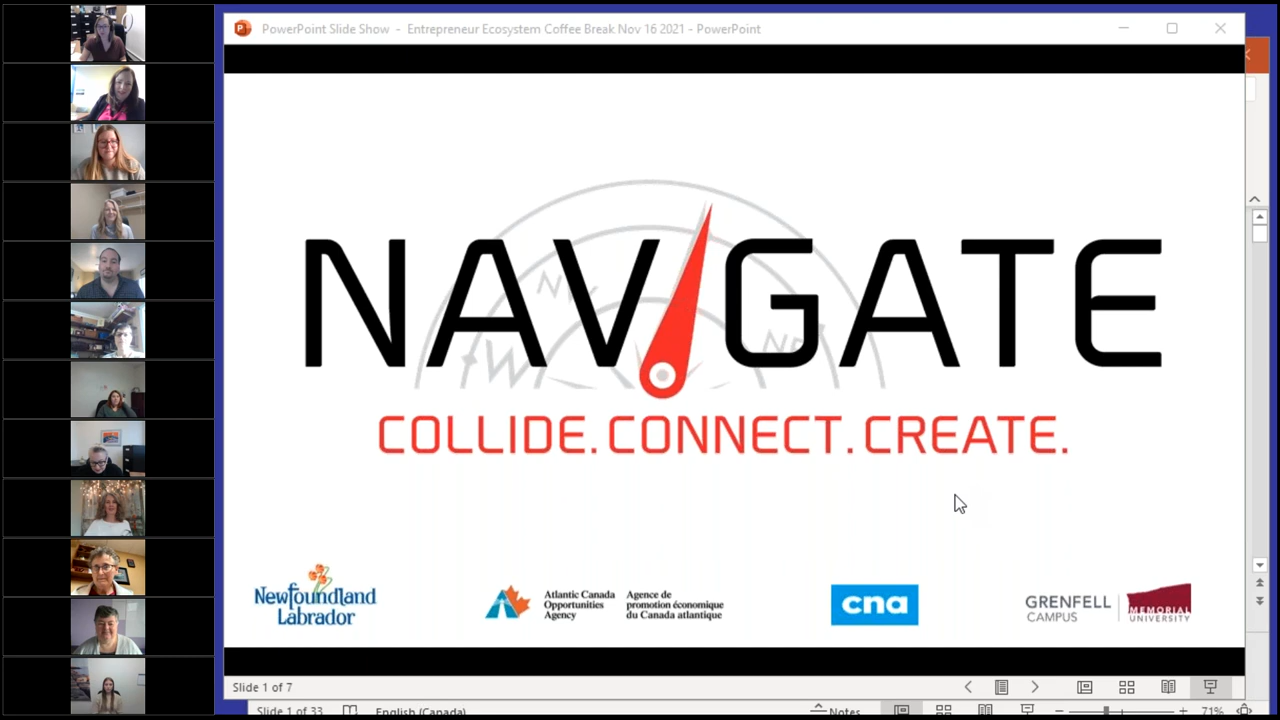 PowerPoint Slide Show - Entrepreneur Ecosystem Coffee Break Nov 16 2021 - PowerPoint
NW
W
NAVIGATE
COLLIDE. CONNECT. CREATE.
Newfoundland
Labrador
Atlantic Canada
Opportunities
Agency
Agence de
promotion économique
du Canada atlantique
cna
GRENFELL
CAMPUS
MEMORIAL
UNIVERSITY
Slide 1 of 7
Slide 1 of 33
English (Canada)
Notes
71%